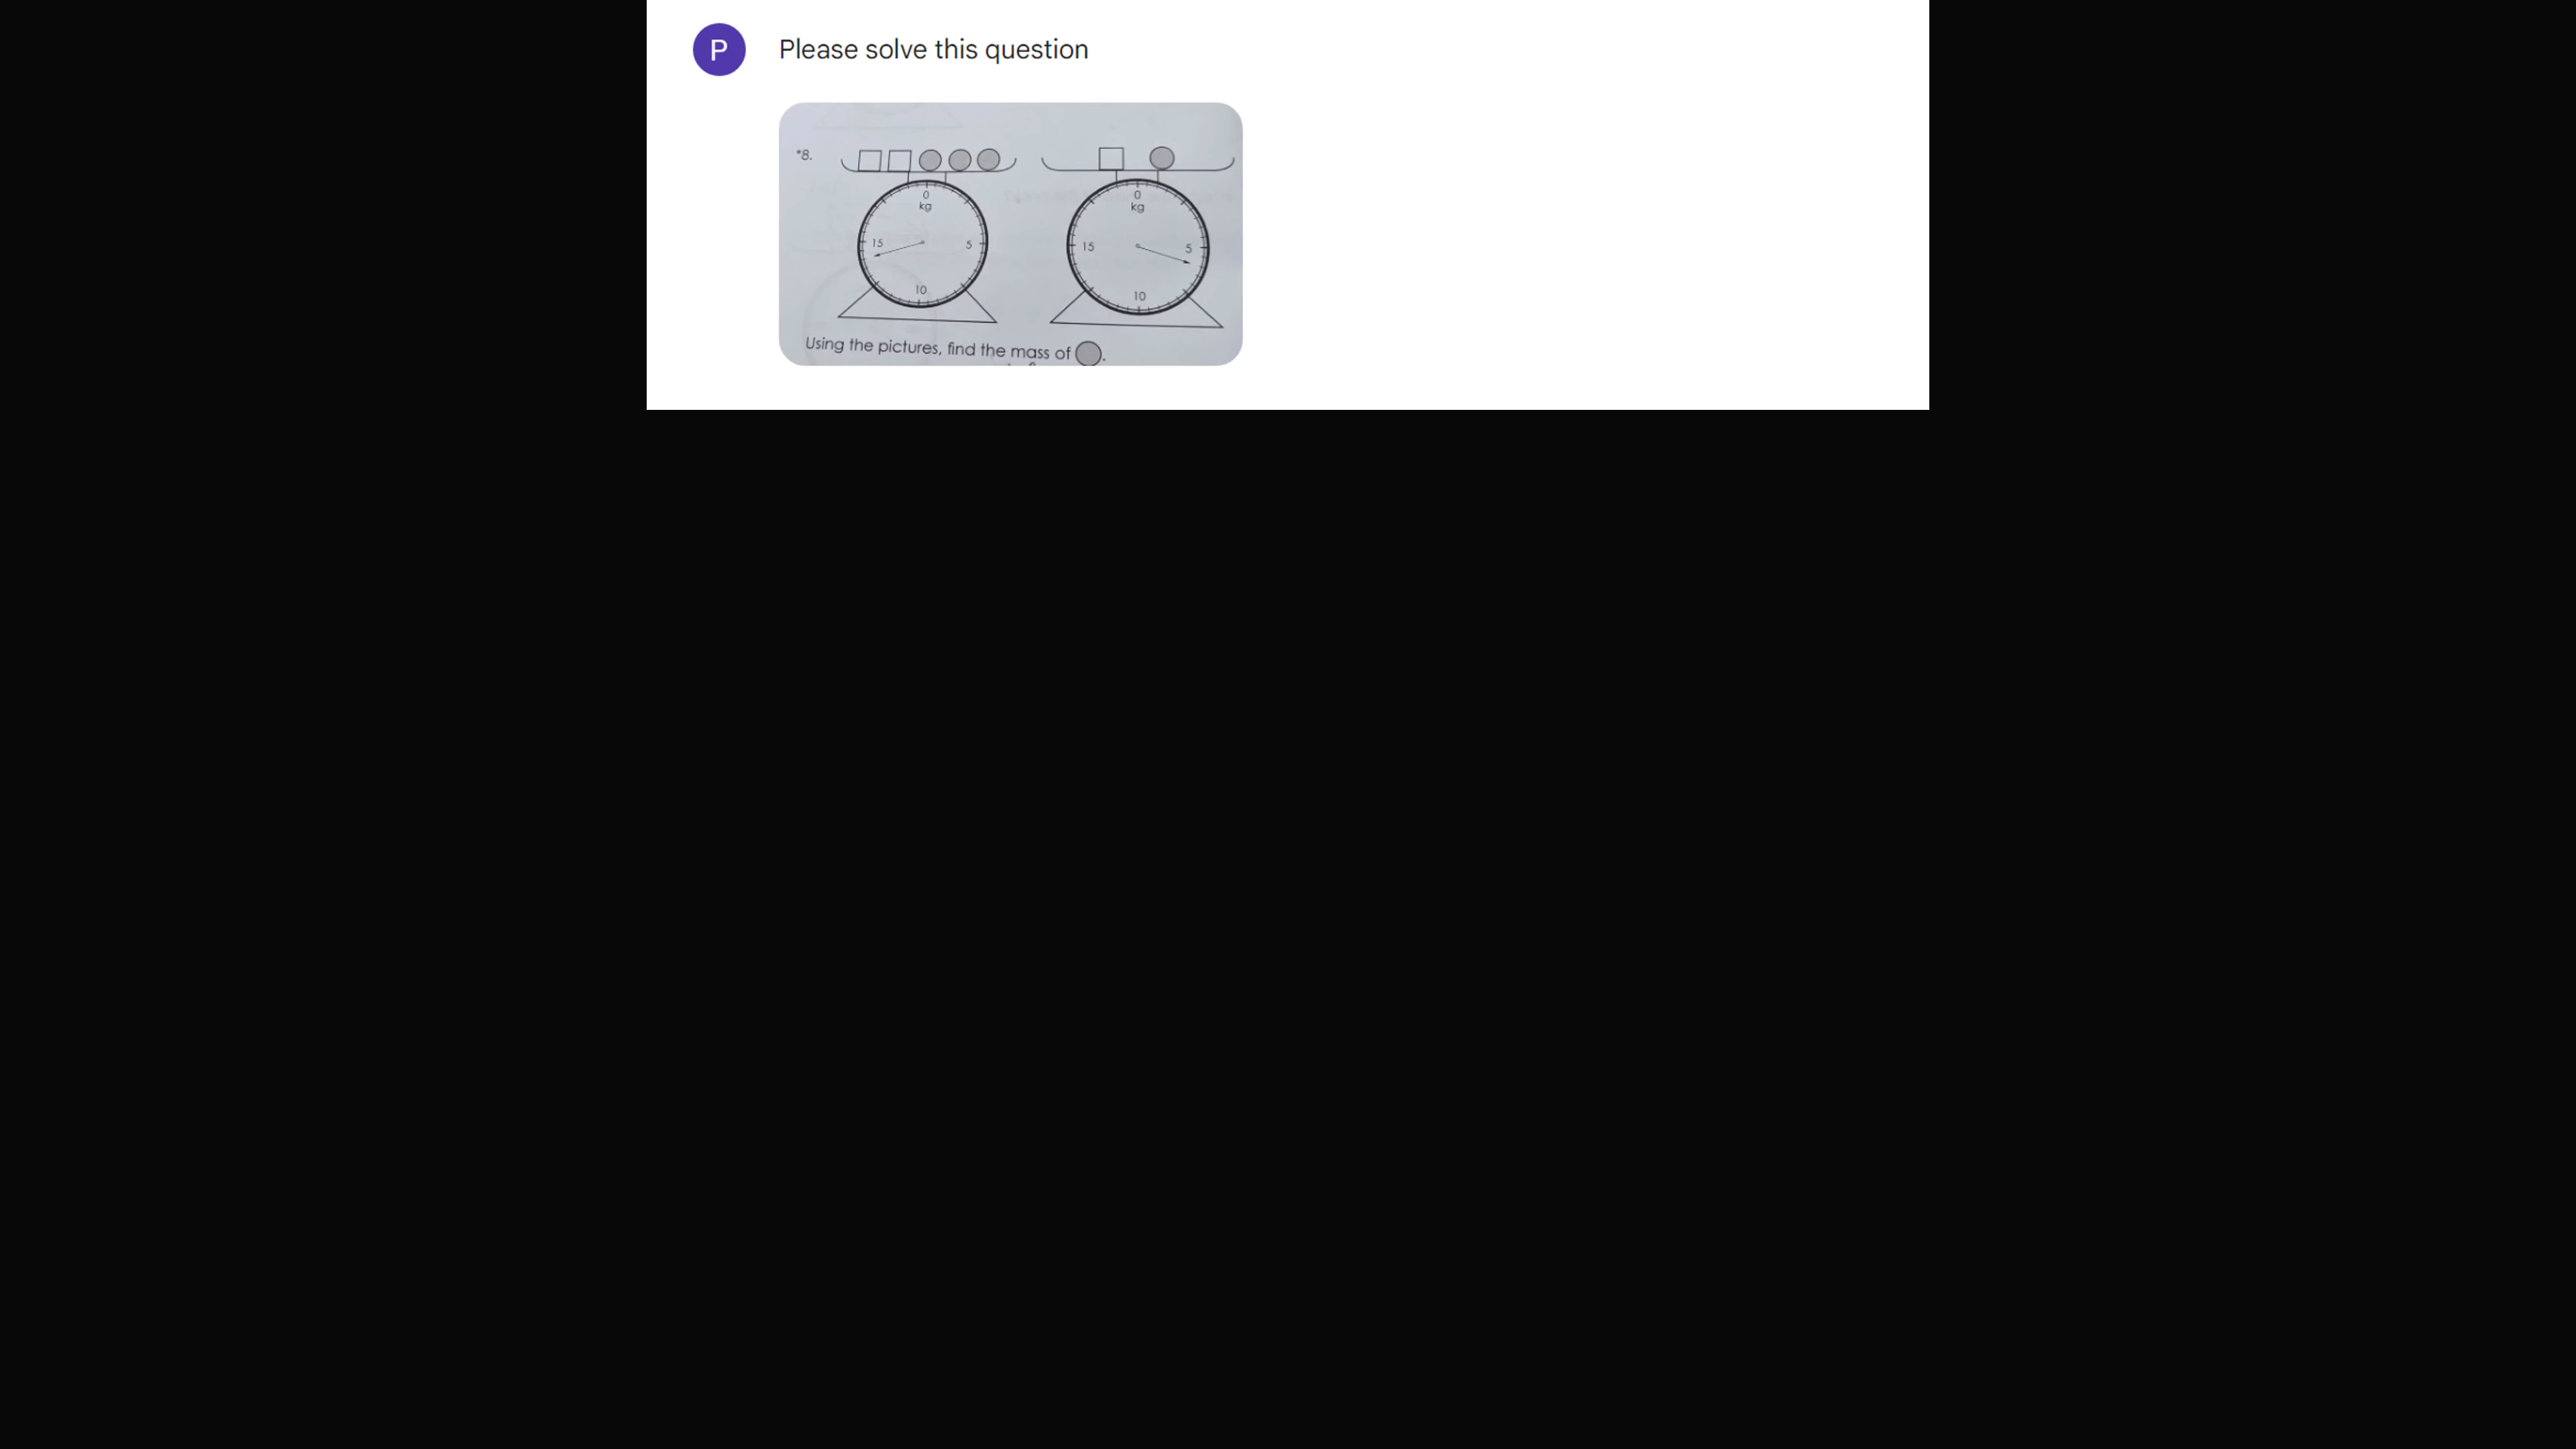 P
Please solve this question
*8.
0
kg
15
5
10
0
kg
15
5
10
Using the pictures, find the mass of .